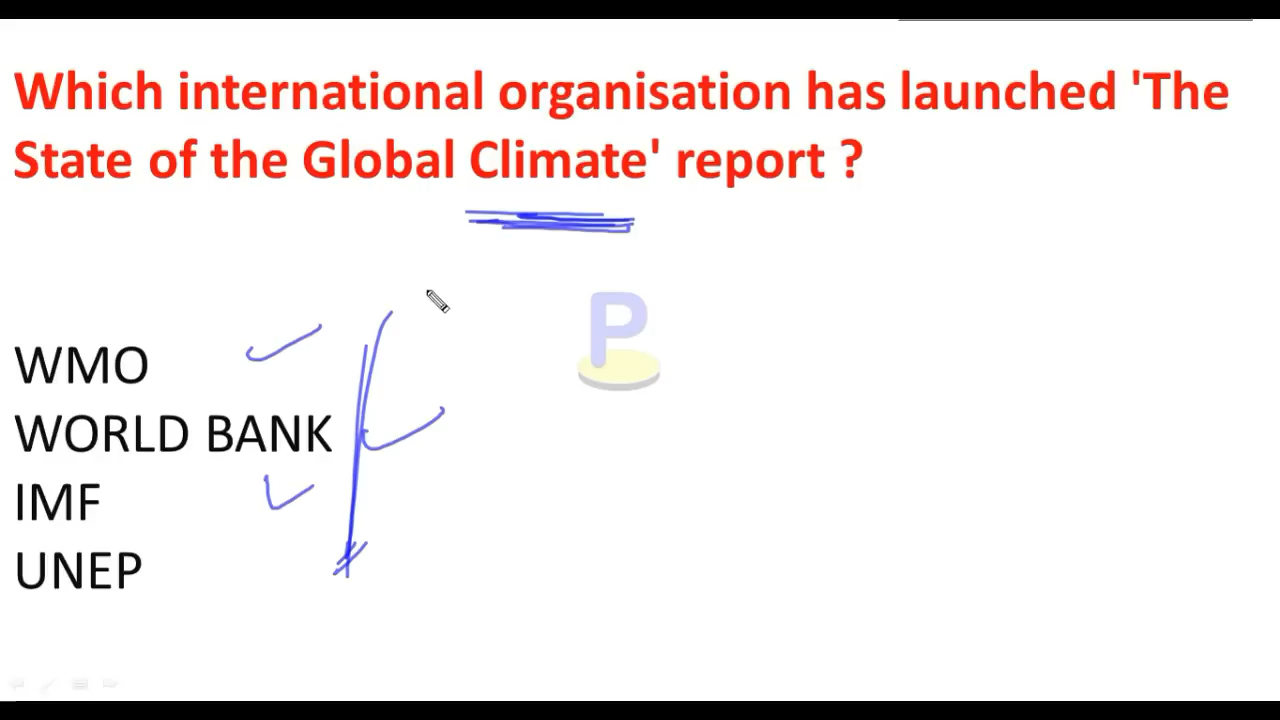 Which international organisation has launched 'The
State of the Global Climate' report ?
P
WMO
WORLD BANK
IMF
UNEP